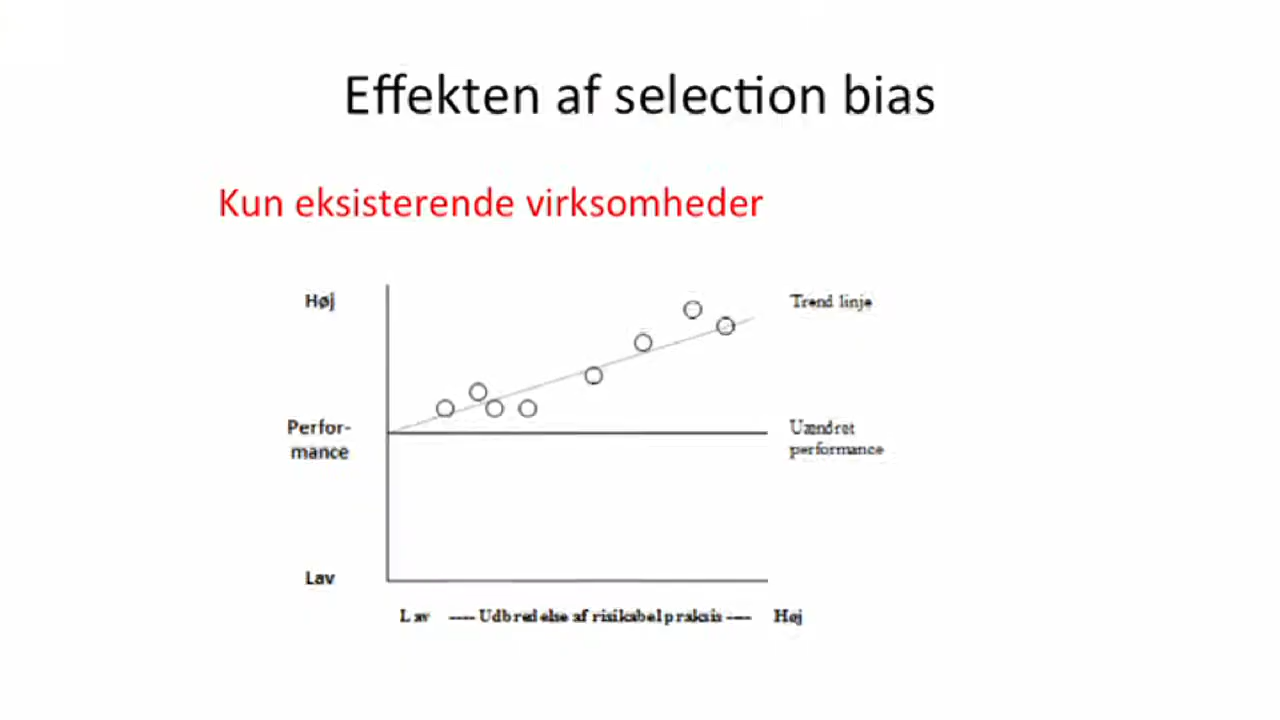 Effekten af selection bias
Kun eksisterende virksomheder
Høj
Trend linje
Perfor-
mance
Uændret
performance
Lav
Lav ---- Udbredelse af risikabel praksis ---- Høj